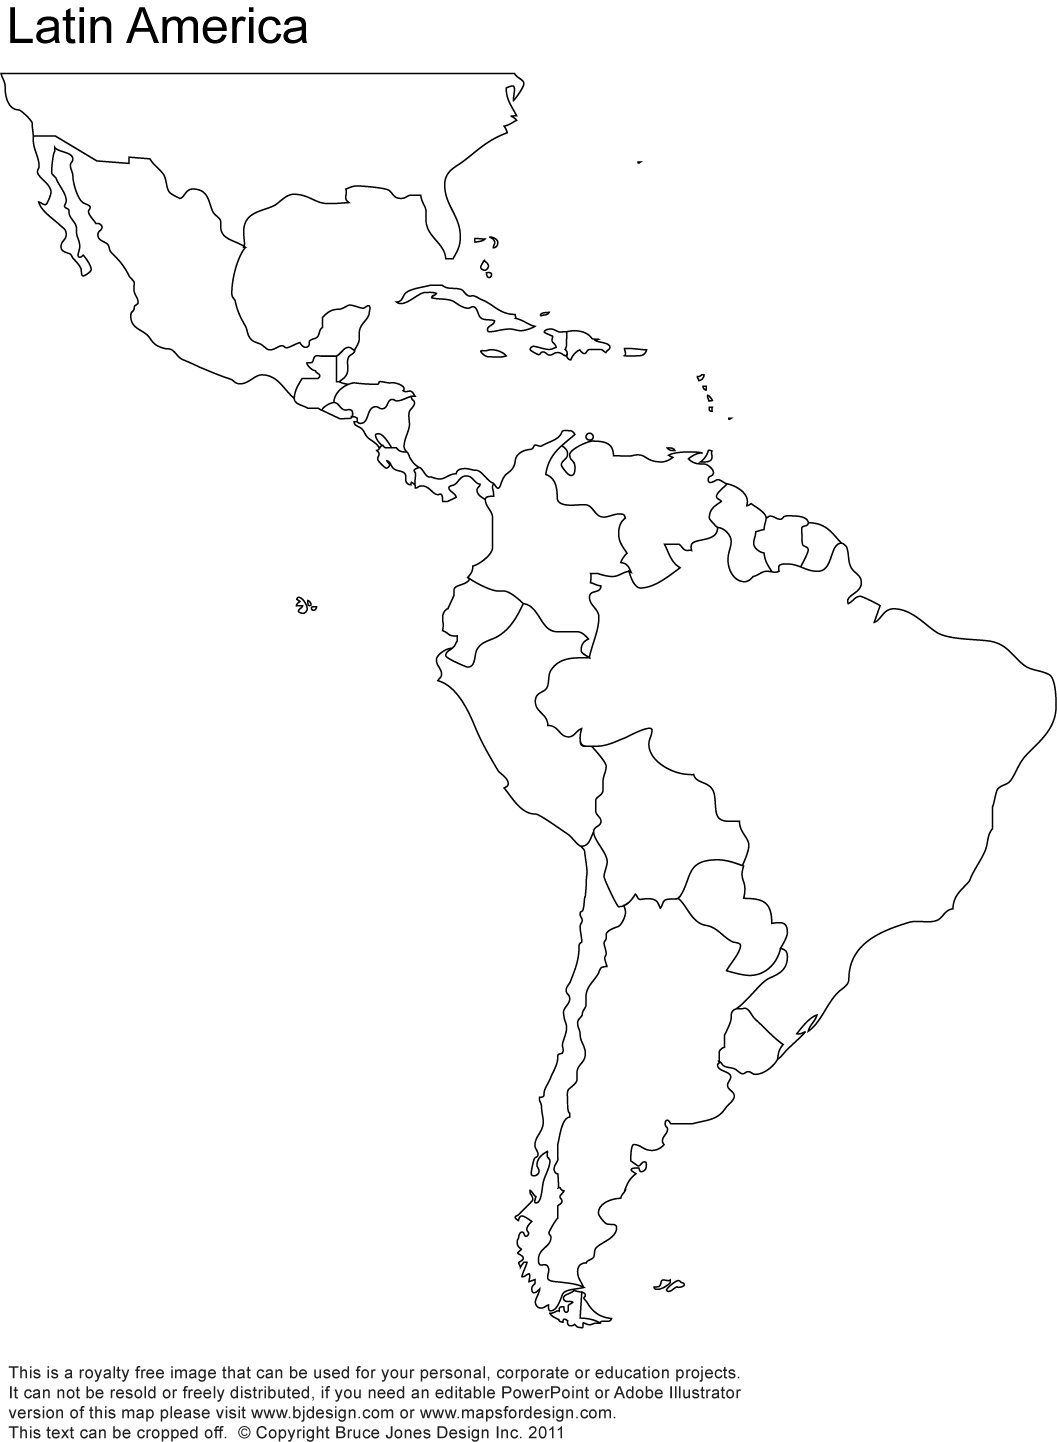 Latin America
This is a royalty free image that can be used for your personal, corporate or education projects.
It can not be resold or freely distributed, if you need an editable PowerPoint or Adobe Illustrator
version of this map please visit www.bjdesign.com or www.mapsfordesign.com.
This text can be cropped off.  © Copyright Bruce Jones Design Inc. 2011